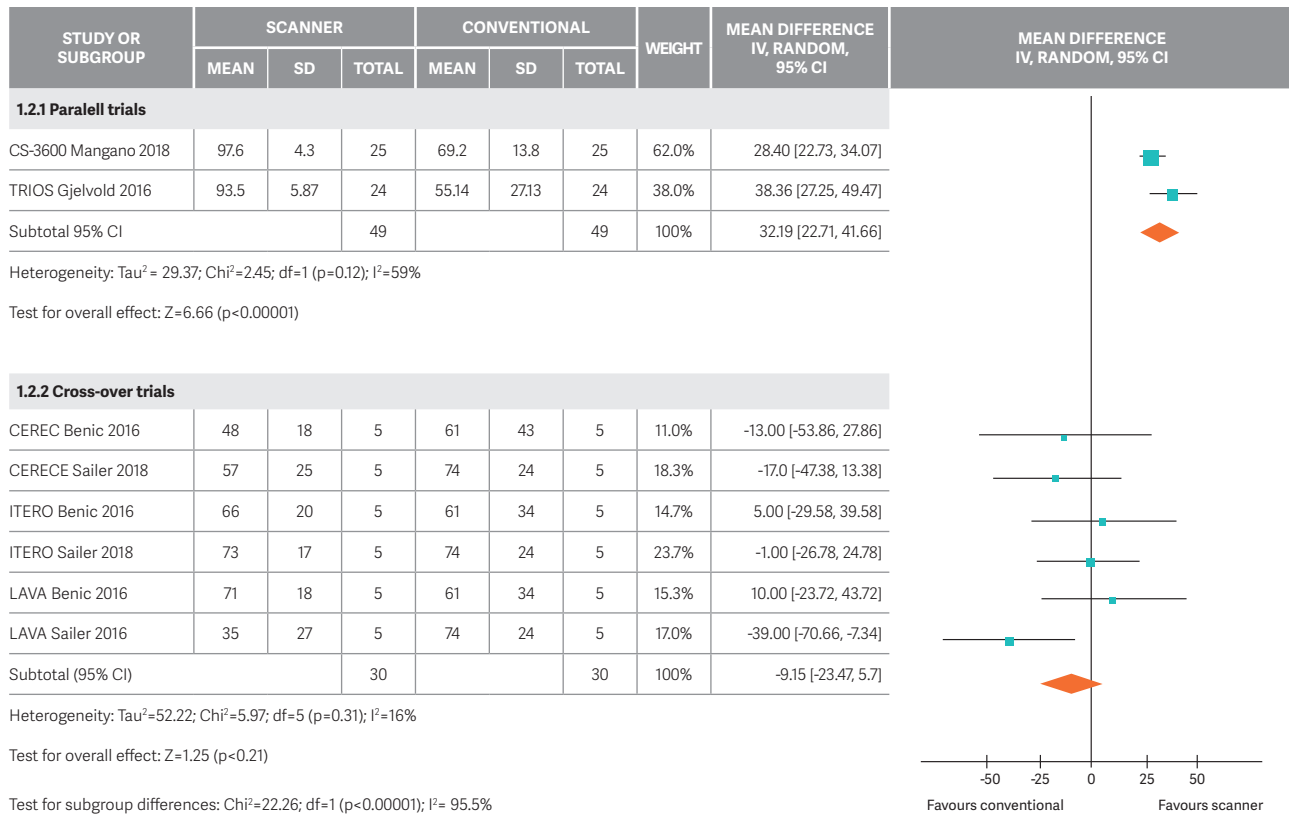 STUDY OR SUBGROUP | SCANNER | CONVENTIONAL | WEIGHT | MEAN DIFFERENCE IV, RANDOM, 95% CI | MEAN DIFFERENCE IV, RANDOM, 95% CI
MEAN | SD | TOTAL | MEAN | SD | TOTAL
1.2.1 Paralell trials
CS-3600 Mangano 2018 | 97.6 | 4.3 | 25 | 69.2 | 13.8 | 25 | 62.0% | 28.40 [22.73, 34.07]
TRIOS Gjelvold 2016 | 93.5 | 5.87 | 24 | 55.14 | 27.13 | 24 | 38.0% | 38.36 [27.25, 49.47]
Subtotal 95% CI | 49 | 49 | 100% | 32.19 [22.71, 41.66]
Heterogeneity: Tau² = 29.37; Chi²=2.45; df=1 (p=0.12); I²=59%
Test for overall effect: Z=6.66 (p<0.00001)
1.2.2 Cross-over trials
CEREC Benic 2016 | 48 | 18 | 5 | 61 | 43 | 5 | 11.0% | -13.00 [-53.86, 27.86]
CERECE Sailer 2018 | 57 | 25 | 5 | 74 | 24 | 5 | 18.3% | -17.0 [-47.38, 13.38]
ITERO Benic 2016 | 66 | 20 | 5 | 61 | 34 | 5 | 14.7% | 5.00 [-29.58, 39.58]
ITERO Sailer 2018 | 73 | 17 | 5 | 74 | 24 | 5 | 23.7% | -1.00 [-26.78, 24.78]
LAVA Benic 2016 | 71 | 18 | 5 | 61 | 34 | 5 | 15.3% | 10.00 [-23.72, 43.72]
LAVA Sailer 2016 | 35 | 27 | 5 | 74 | 24 | 5 | 17.0% | -39.00 [-70.66, -7.34]
Subtotal (95% CI) | 30 | 30 | 100% | -9.15 [-23.47, 5.7]
Heterogeneity: Tau²=52.22; Chi²=5.97; df=5 (p=0.31); I²=16%
Test for overall effect: Z=1.25 (p<0.21)
Test for subgroup differences: Chi²=22.26; df=1 (p<0.00001); I²= 95.5%
-50 -25 0 25 50
Favours conventional Favours scanner